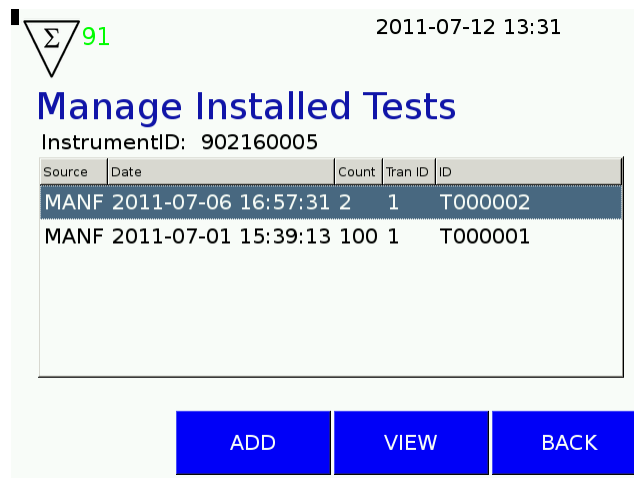 Σ 91 2011-07-12 13:31
Manage Installed Tests
InstrumentID: 902160005
Source Date Count Tran ID ID
MANF 2011-07-06 16:57:31 2 1 T000002
MANF 2011-07-01 15:39:13 100 1 T000001
ADD VIEW BACK